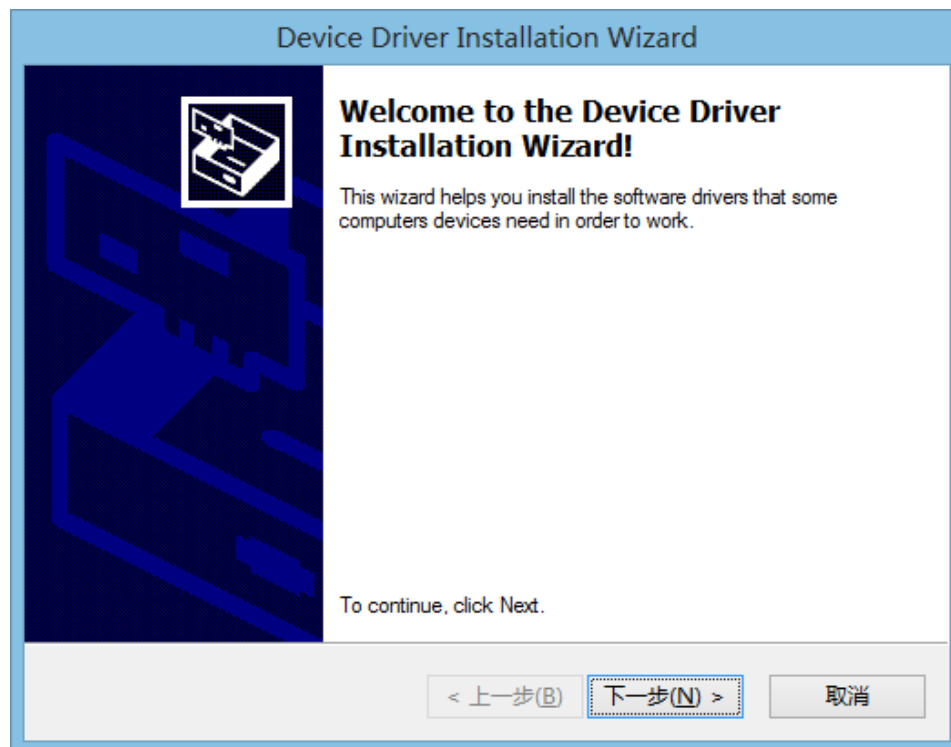 Device Driver Installation Wizard
Welcome to the Device Driver
Installation Wizard!
This wizard helps you install the software drivers that some
computers devices need in order to work.
To continue, click Next.
< 上一步(B)
下一步(N) >
取消